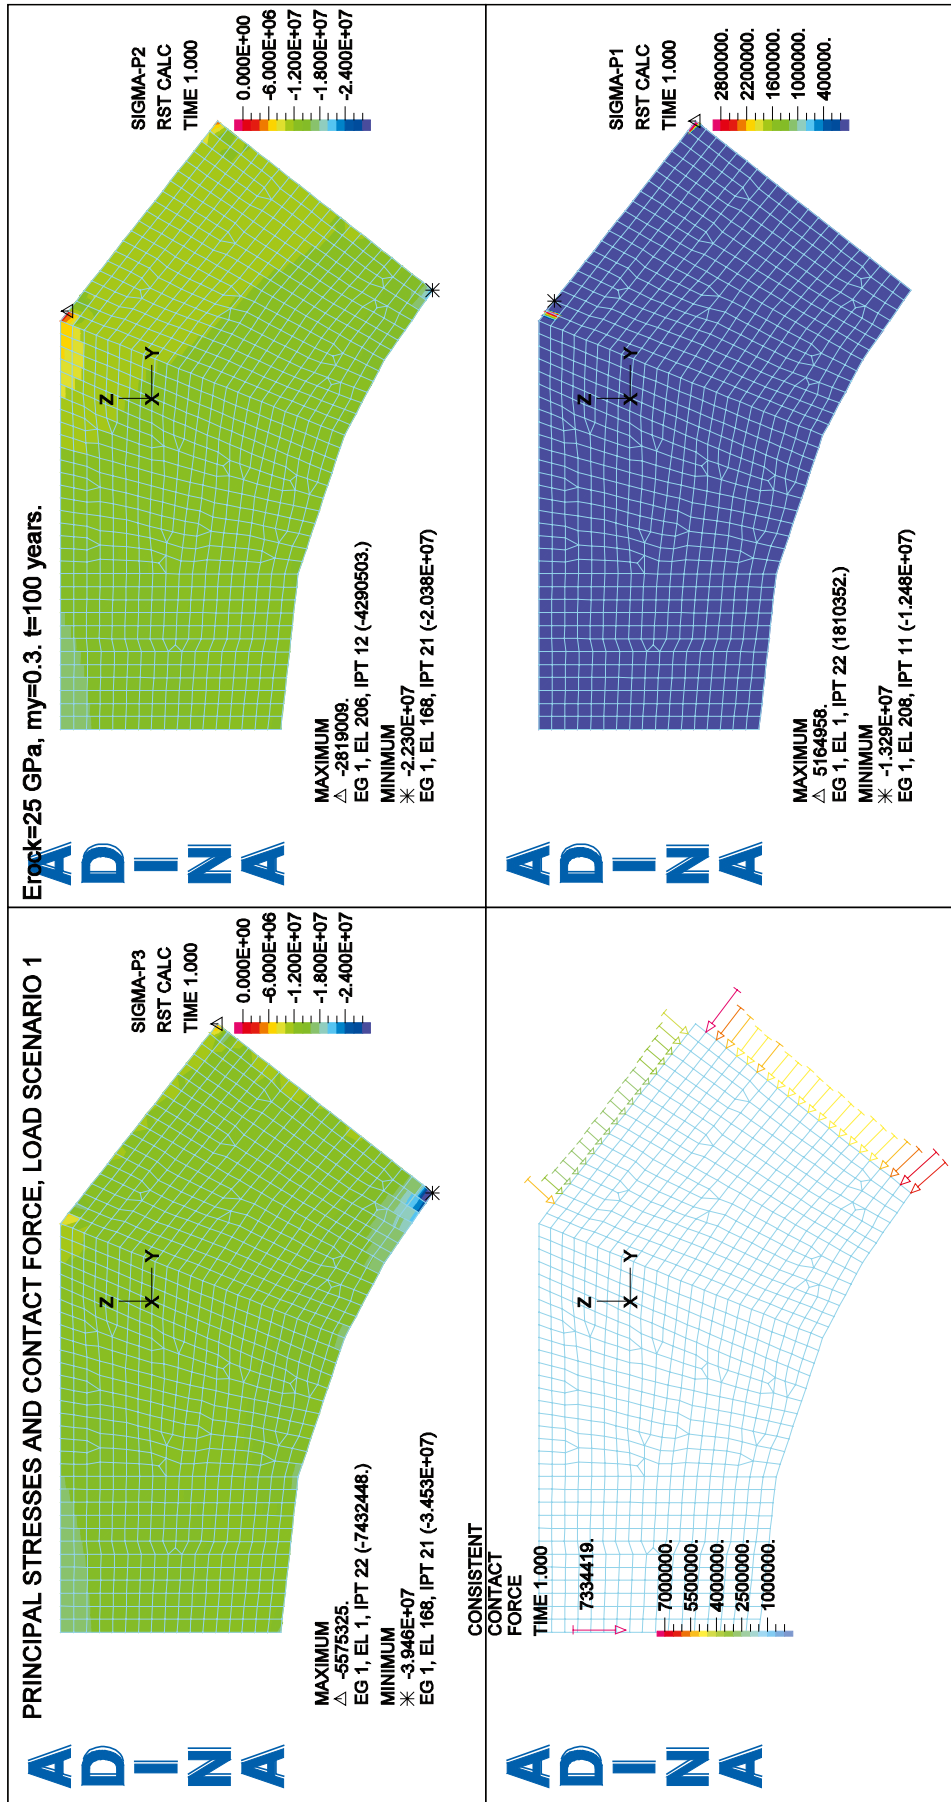 PRINCIPAL STRESSES AND CONTACT FORCE, LOAD SCENARIO 1
Erock=25 GPa, my=0.3. t=100 years.
ADINA
SIGMA-P3
RST CALC
TIME 1.000
0.000E+00
-6.000E+06
-1.200E+07
-1.800E+07
-2.400E+07
Z
X
Y
MAXIMUM
-5575325.
EG 1, EL 1, IPT 22 (-7432448.)
MINIMUM
-3.946E+07
EG 1, EL 168, IPT 21 (-3.453E+07)
ADINA
SIGMA-P2
RST CALC
TIME 1.000
0.000E+00
-6.000E+06
-1.200E+07
-1.800E+07
-2.400E+07
Z
X
Y
MAXIMUM
-2819009.
EG 1, EL 206, IPT 12 (-4290503.)
MINIMUM
-2.230E+07
EG 1, EL 168, IPT 21 (-2.038E+07)
ADINA
CONSISTENT
CONTACT
FORCE
TIME 1.000
7334419.
7000000.
5500000.
4000000.
2500000.
1000000.
Z
X
Y
ADINA
SIGMA-P1
RST CALC
TIME 1.000
2800000.
2200000.
1600000.
1000000.
400000.
Z
X
Y
MAXIMUM
5164958.
EG 1, EL 1, IPT 22 (1810352.)
MINIMUM
-1.329E+07
EG 1, EL 208, IPT 11 (-1.248E+07)